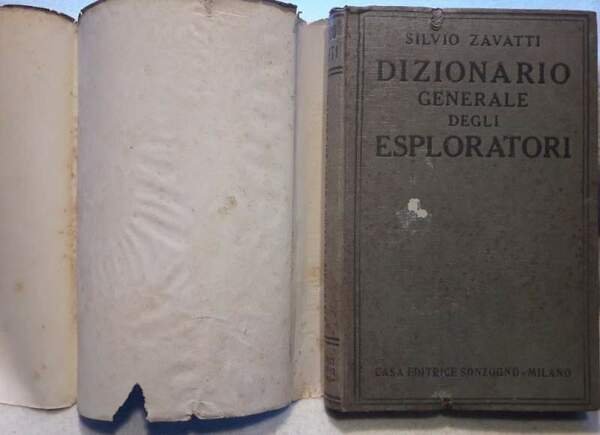 SILVIO ZAVATTI
DIZIONARIO
GENERALE
DEGLI
ESPLORATORI
CASA EDITRICE SONZOGNO - MILANO